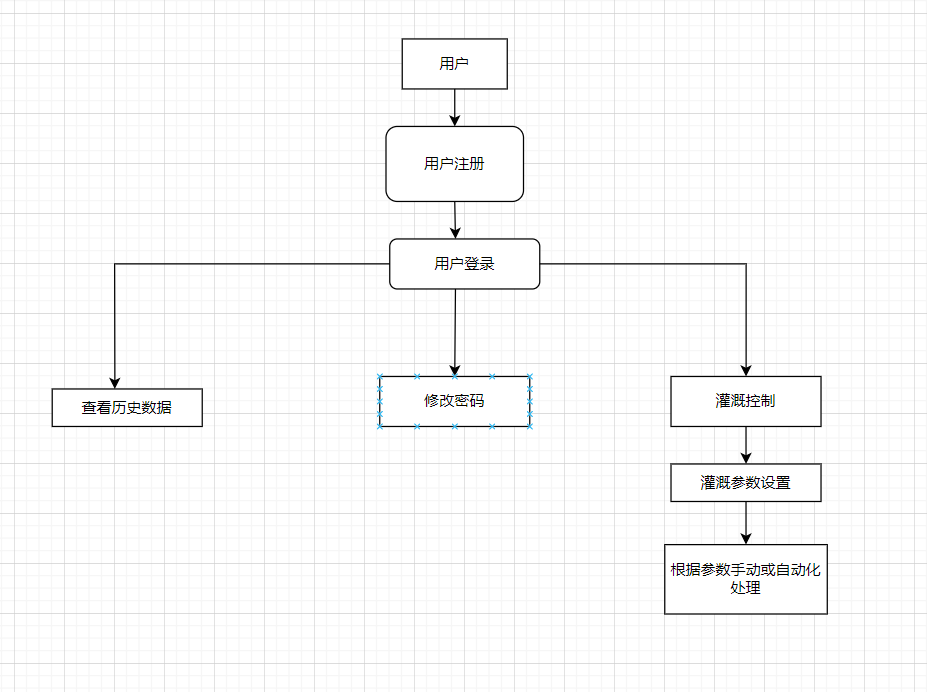 用户
用户注册
用户登录
查看历史数据
修改密码
灌溉控制
灌溉参数设置
根据参数手动或自动化
处理